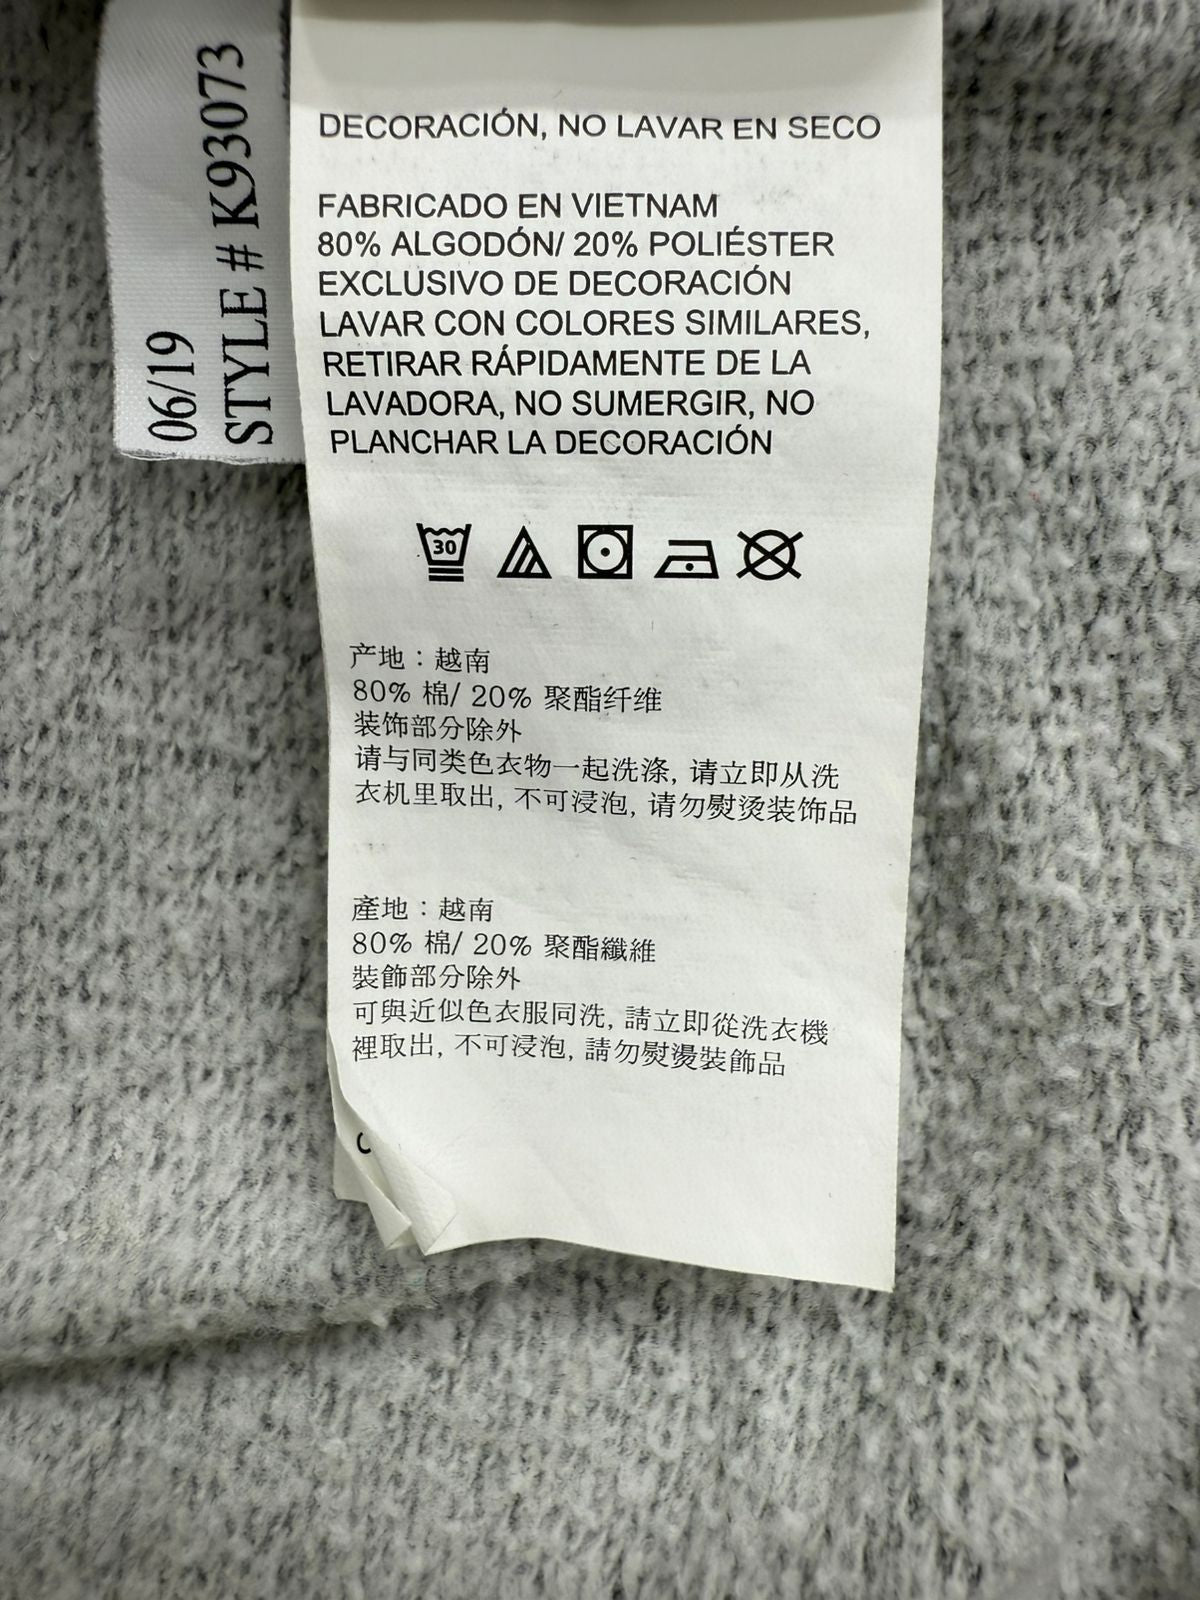 06/19
STYLE # K93073
DECORACIÓN, NO LAVAR EN SECO
FABRICADO EN VIETNAM
80% ALGODÓN/ 20% POLIÉSTER
EXCLUSIVO DE DECORACIÓN
LAVAR CON COLORES SIMILARES,
RETIRAR RÁPIDAMENTE DE LA
LAVADORA, NO SUMERGIR, NO
PLANCHAR LA DECORACIÓN
30
产地：越南
80% 棉/ 20% 聚酯纤维
装饰部分除外
请与同类色衣物一起洗涤, 请立即从洗
衣机里取出, 不可浸泡, 请勿熨烫装饰品
產地：越南
80% 棉/ 20% 聚酯纖維
裝飾部分除外
可與近似色衣服同洗, 請立即從洗衣機
裡取出, 不可浸泡, 請勿熨燙裝飾品